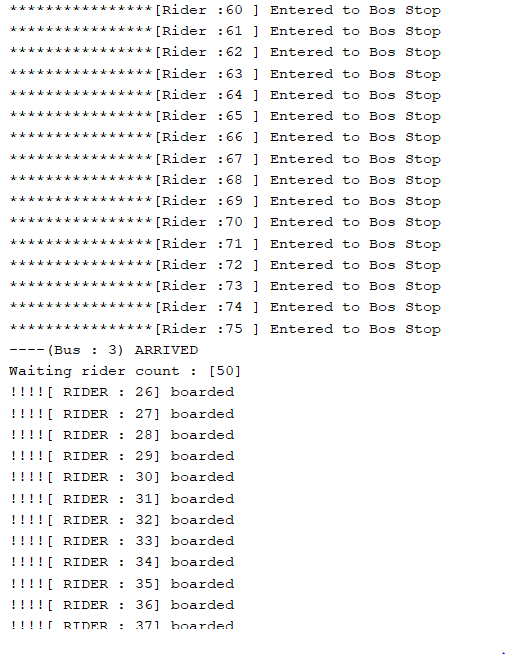 ****************[Rider :60 ] Entered to Bos Stop
****************[Rider :61 ] Entered to Bos Stop
****************[Rider :62 ] Entered to Bos Stop
****************[Rider :63 ] Entered to Bos Stop
****************[Rider :64 ] Entered to Bos Stop
****************[Rider :65 ] Entered to Bos Stop
****************[Rider :66 ] Entered to Bos Stop
****************[Rider :67 ] Entered to Bos Stop
****************[Rider :68 ] Entered to Bos Stop
****************[Rider :69 ] Entered to Bos Stop
****************[Rider :70 ] Entered to Bos Stop
****************[Rider :71 ] Entered to Bos Stop
****************[Rider :72 ] Entered to Bos Stop
****************[Rider :73 ] Entered to Bos Stop
****************[Rider :74 ] Entered to Bos Stop
****************[Rider :75 ] Entered to Bos Stop
----(Bus : 3) ARRIVED
Waiting rider count : [50]
!!!![ RIDER : 26] boarded
!!!![ RIDER : 27] boarded
!!!![ RIDER : 28] boarded
!!!![ RIDER : 29] boarded
!!!![ RIDER : 30] boarded
!!!![ RIDER : 31] boarded
!!!![ RIDER : 32] boarded
!!!![ RIDER : 33] boarded
!!!![ RIDER : 34] boarded
!!!![ RIDER : 35] boarded
!!!![ RIDER : 36] boarded
!!!![ RIDER : 37] boarded